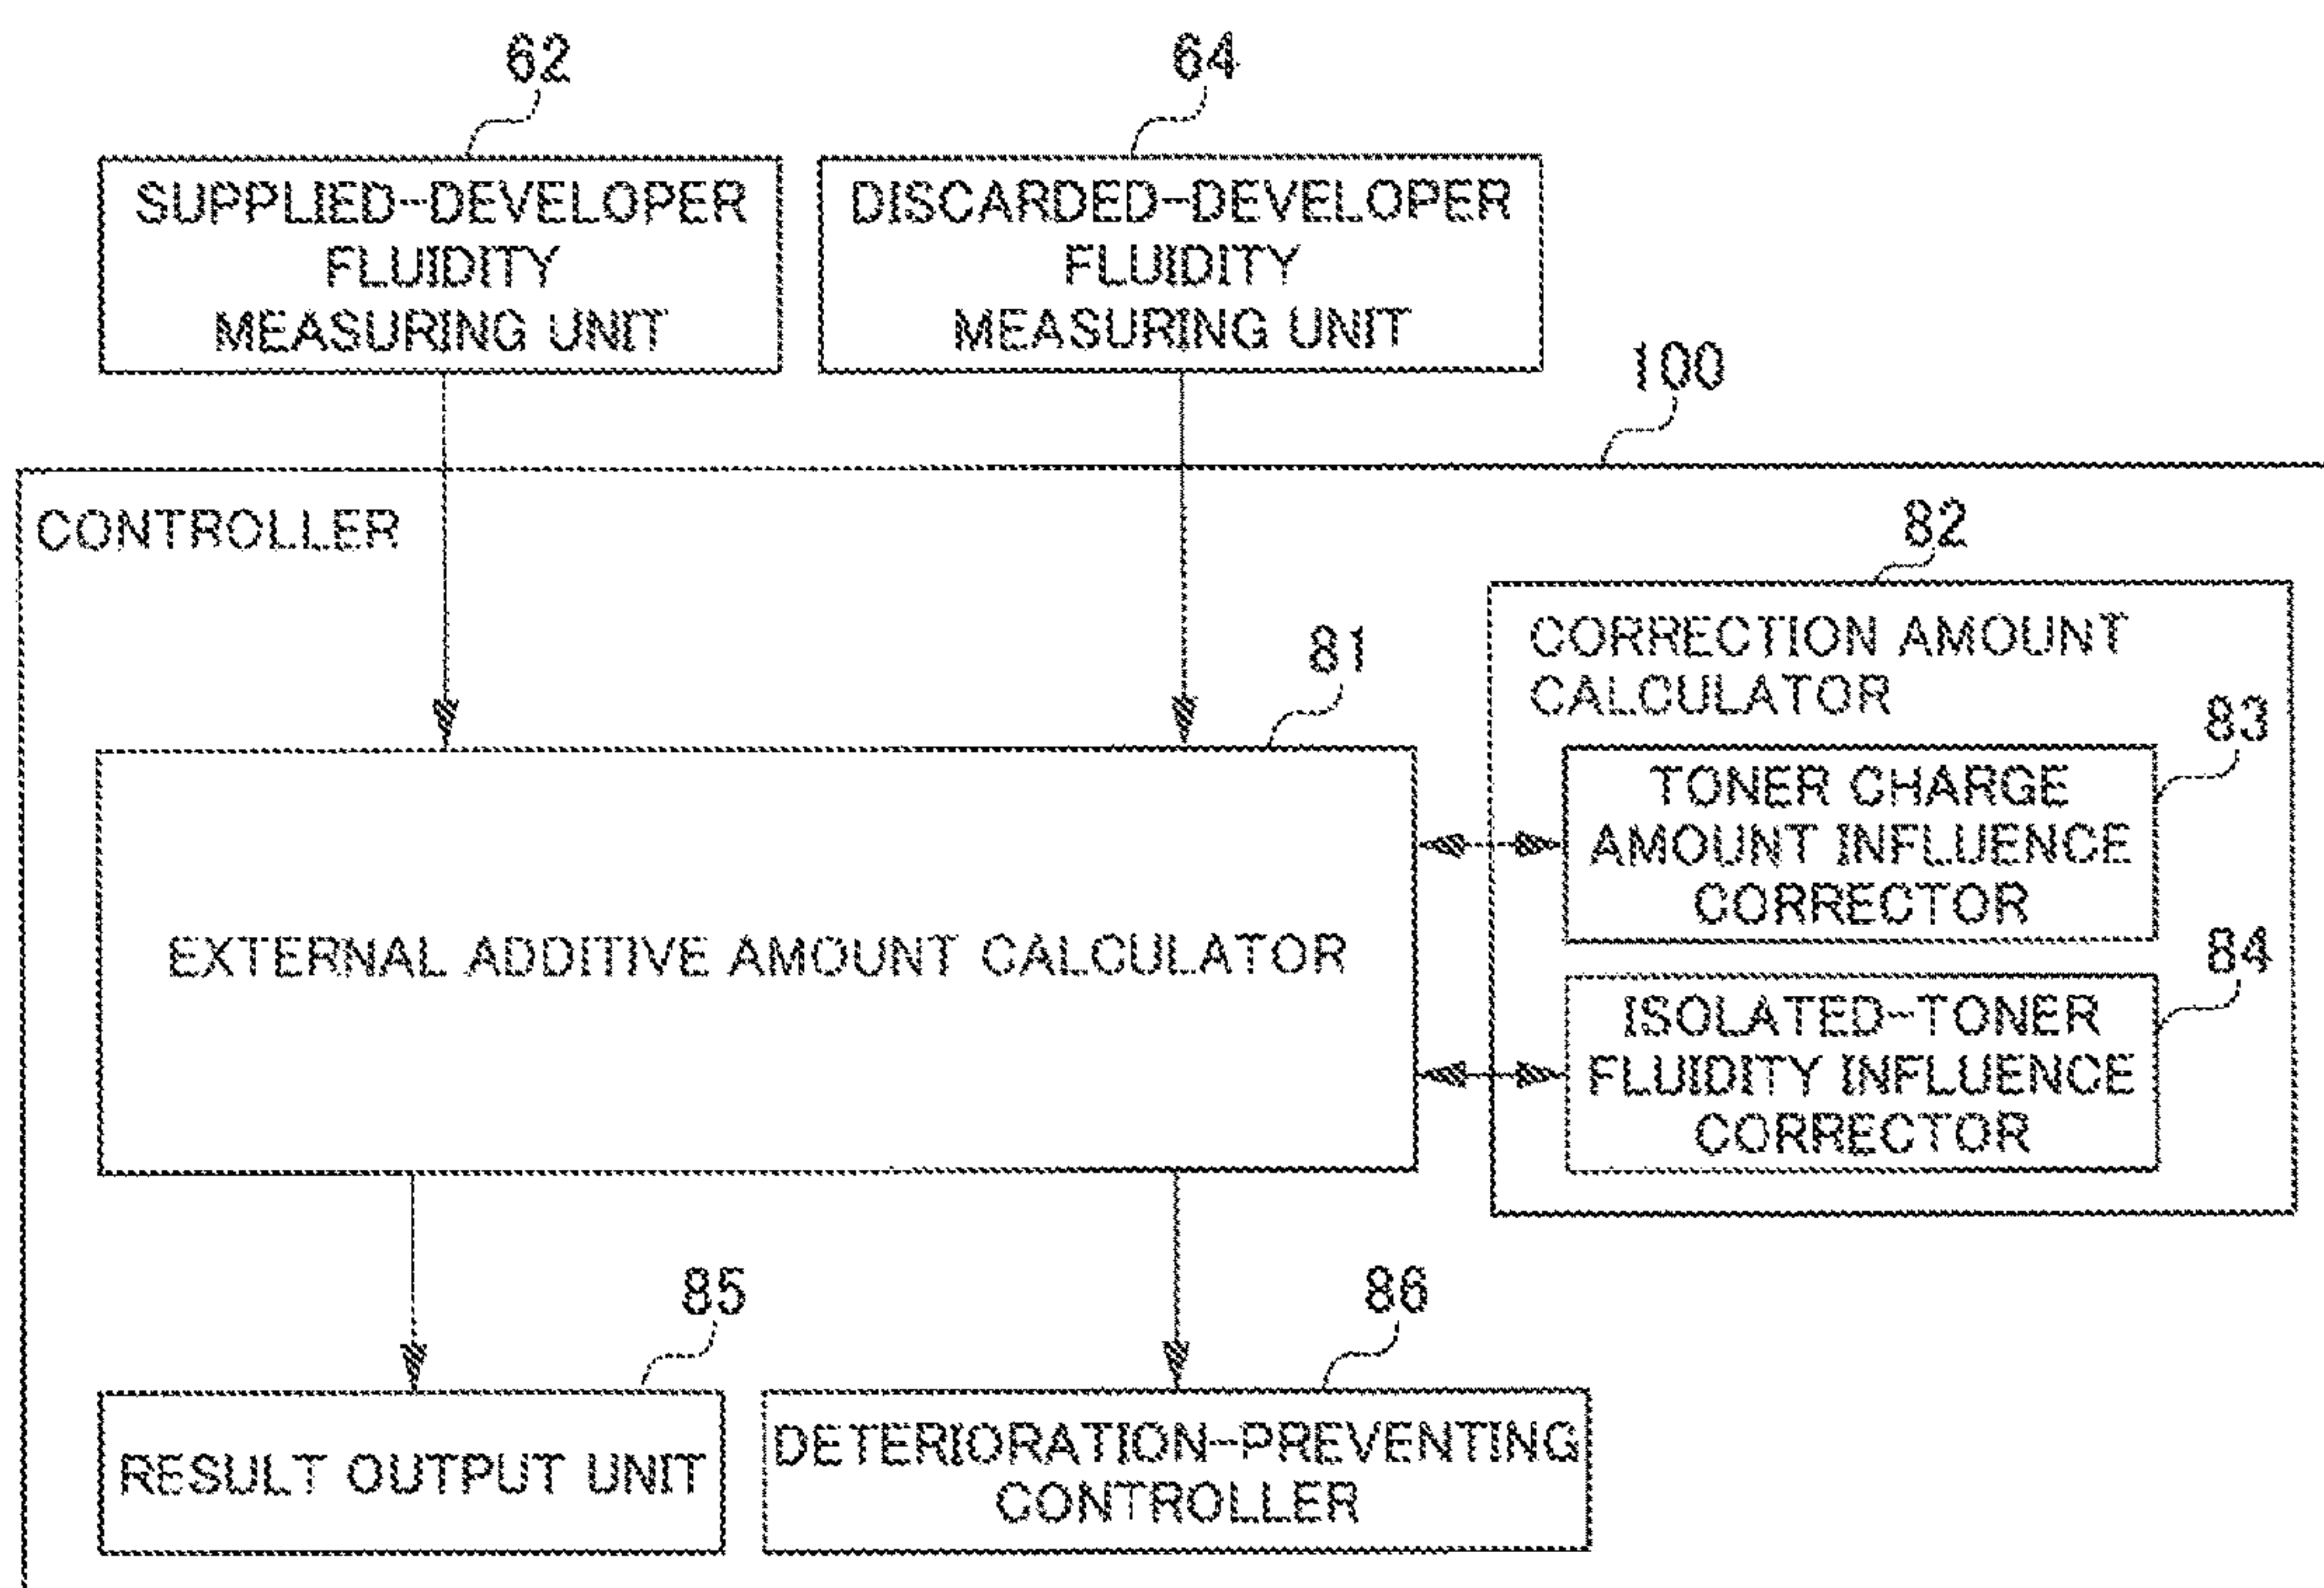 62
64
SUPPLIED-DEVELOPER
FLUIDITY
MEASURING UNIT
DISCARDED-DEVELOPER
FLUIDITY
MEASURING UNIT
100
CONTROLLER
82
81
CORRECTION AMOUNT
CALCULATOR
83
TONER CHARGE
AMOUNT INFLUENCE
CORRECTOR
EXTERNAL ADDITIVE AMOUNT CALCULATOR
84
ISOLATED-TONER
FLUIDITY INFLUENCE
CORRECTOR
85
86
RESULT OUTPUT UNIT
DETERIORATION-PREVENTING
CONTROLLER